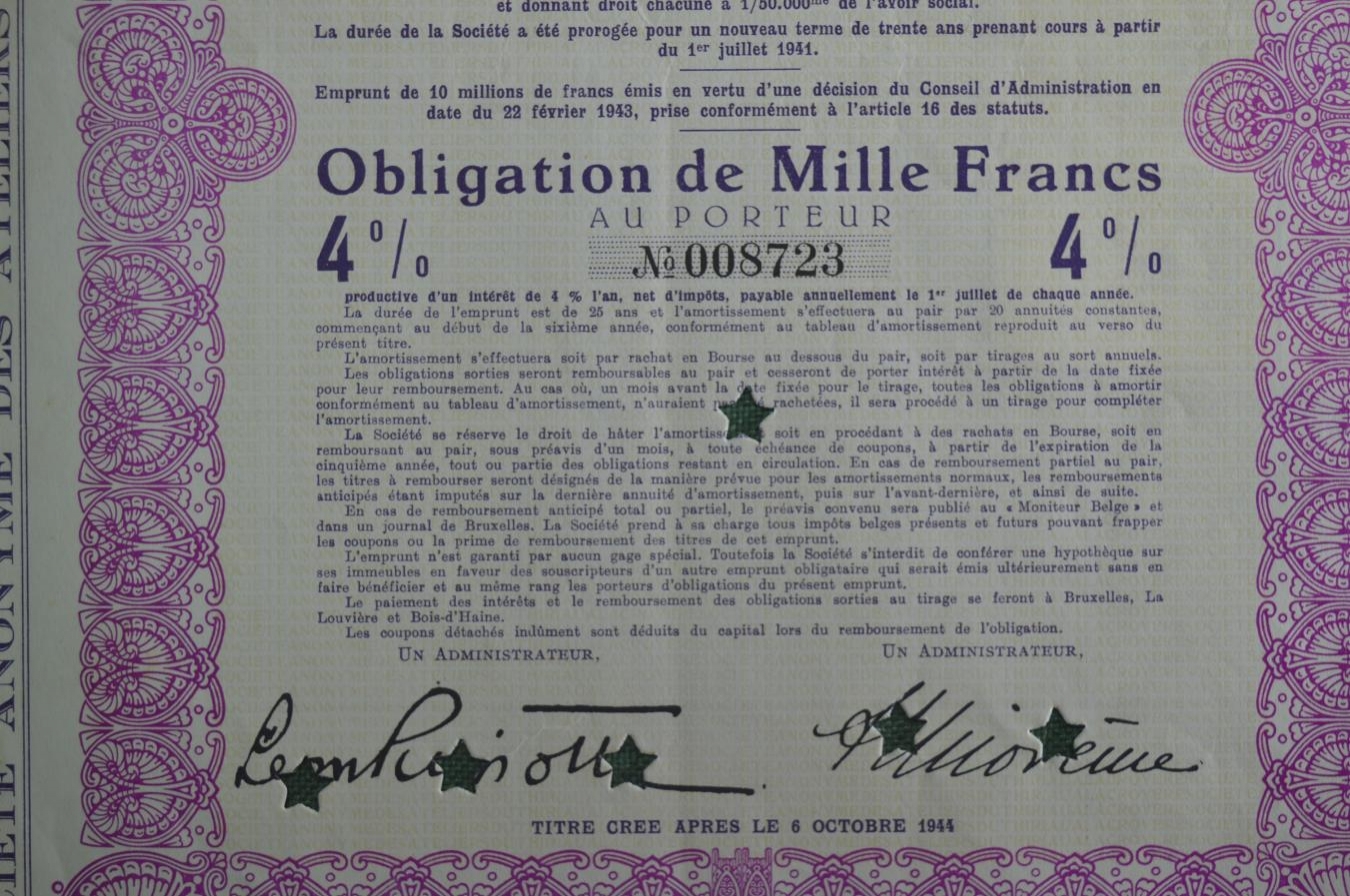 et donnant droit chacune à 1/50.000me de l'avoir social.
La durée de la Société a été prorogée pour un nouveau terme de trente ans prenant cours à partir
du 1er juillet 1941.
Emprunt de 10 millions de francs émis en vertu d'une décision du Conseil d'Administration en
date du 22 février 1943, prise conformément à l'article 16 des statuts.
Obligation de Mille Francs
AU PORTEUR
4 % 4 %
№ 008723
productive d'un intérêt de 4 % l'an, net d'impôts, payable annuellement le 1er juillet de chaque année.
La durée de l'emprunt est de 25 ans et l'amortissement s'effectuera au pair par 20 annuités constantes,
commençant au début de la sixième année, conformément au tableau d'amortissement reproduit au verso du
présent titre.
L'amortissement s'effectuera soit par rachat en Bourse au dessous du pair, soit par tirages au sort annuels.
Les obligations sorties seront remboursables au pair et cesseront de porter intérêt à partir de la date fixée
pour leur remboursement. Au cas où, un mois avant la date fixée pour le tirage, toutes les obligations à amortir
conformément au tableau d'amortissement, n'auraient rachetées, il sera procédé à un tirage pour compléter
l'amortissement.
La Société se réserve le droit de hâter l'amortiss soit en procédant à des rachats en Bourse, soit en
remboursant au pair, sous préavis d'un mois, à toute échéance de coupons, à partir de l'expiration de la
cinquième année, tout ou partie des obligations restant en circulation. En cas de remboursement partiel au pair,
les titres à rembourser seront désignés de la manière prévue pour les amortissements normaux, les remboursements
anticipés étant imputés sur la dernière annuité d'amortissement, puis sur l'avant-dernière, et ainsi de suite.
En cas de remboursement anticipé total ou partiel, le préavis convenu sera publié au « Moniteur Belge » et
dans un journal de Bruxelles. La Société prend à sa charge tous impôts belges présents et futurs pouvant frapper
les coupons ou la prime de remboursement des titres de cet emprunt.
L'emprunt n'est garanti par aucun gage spécial. Toutefois la Société s'interdit de conférer une hypothèque sur
ses immeubles en faveur des souscripteurs d'un autre emprunt obligataire qui serait émis ultérieurement sans en
faire bénéficier et au même rang les porteurs d'obligations du présent emprunt.
Le paiement des intérêts et le remboursement des obligations sorties au tirage se feront à Bruxelles, La
Louvière et Bois-d'Haine.
Les coupons détachés indûment sont déduits du capital lors du remboursement de l'obligation.
UN ADMINISTRATEUR, UN ADMINISTRATEUR,
TITRE CREE APRES LE 6 OCTOBRE 1944
ANONYME DES ATELIERS